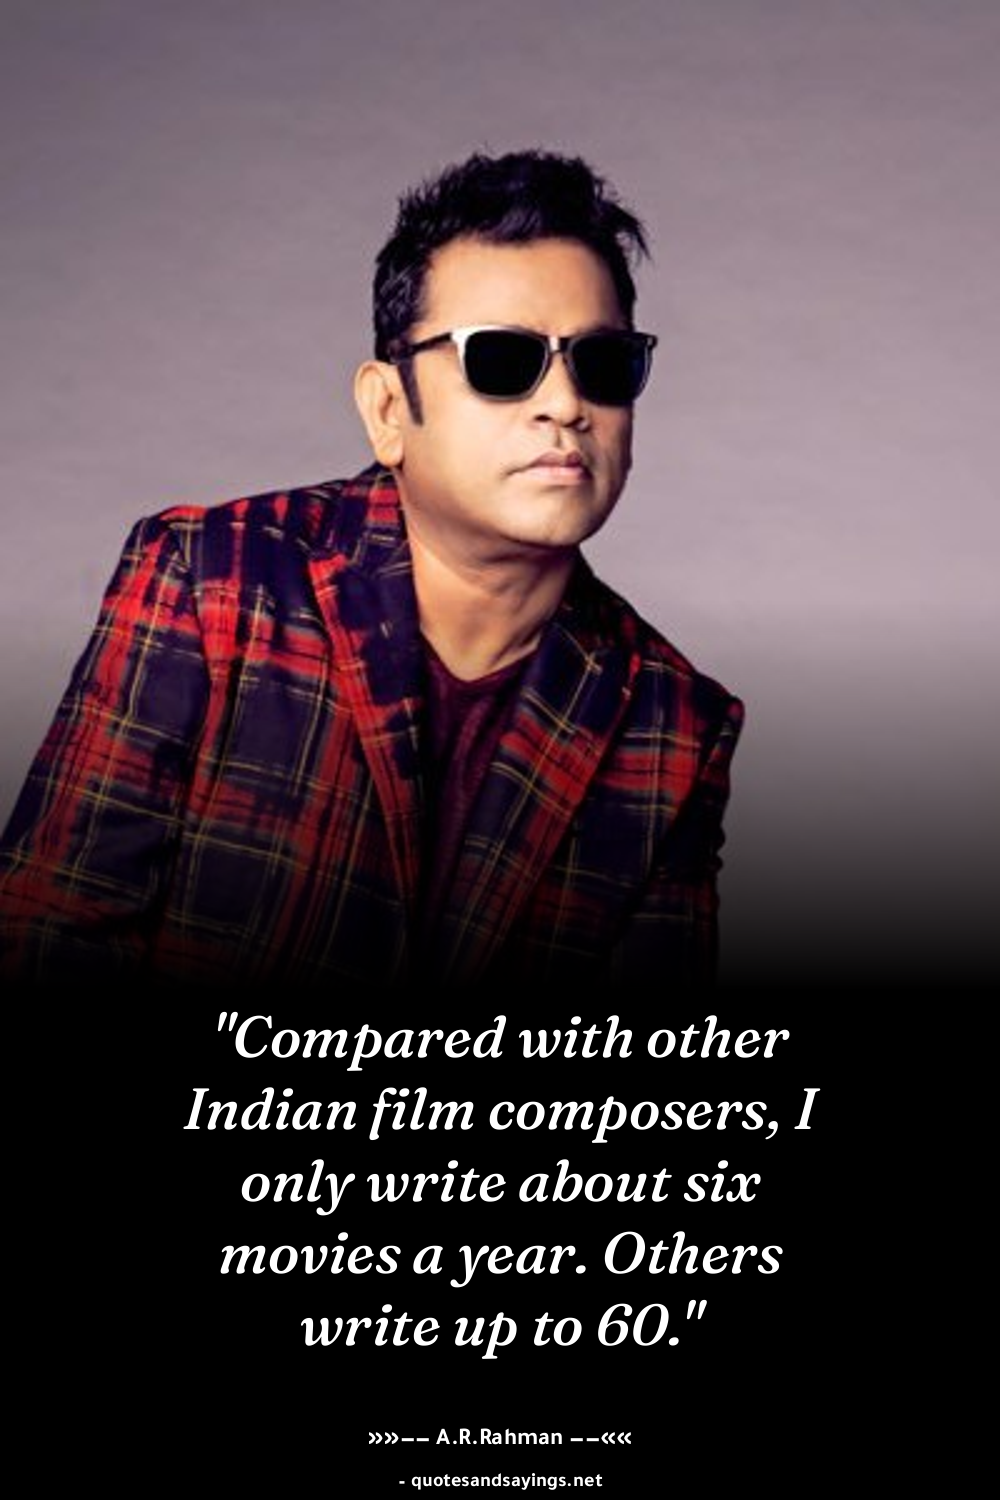 "Compared with other
Indian film composers, I
only write about six
movies a year. Others
write up to 60."
»»–– A.R.Rahman ––««
- quotesandsayings.net